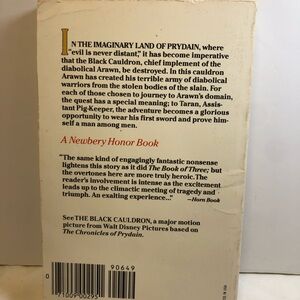 IN THE IMAGINARY LAND OF PRYDAIN, where
"evil is never distant," it has become imperative
that the Black Cauldron, chief implement of the
diabolical Arawn, be destroyed. In this cauldron
Arawn has created his terrible army of diabolical
warriors from the stolen bodies of the slain. For
each of those chosen to journey to Arawn's domain,
the quest has a special meaning; to Taran, Assis-
tant Pig-Keeper, the adventure becomes a glorious
opportunity to wear his first sword and prove him-
self a man among men.
A Newbery Honor Book
"The same kind of engagingly fantastic nonsense
lightens this story as it did The Book of Three; but
the overtones here are more truly heroic. The
reader's involvement is intense as the excitement
leads up to the climactic meeting of tragedy and
triumph. An exalting experience..."
—Horn Book
See THE BLACK CAULDRON, a major motion
picture from Walt Disney Pictures based on
The Chronicles of Prydain.
90649
0
71009 00295